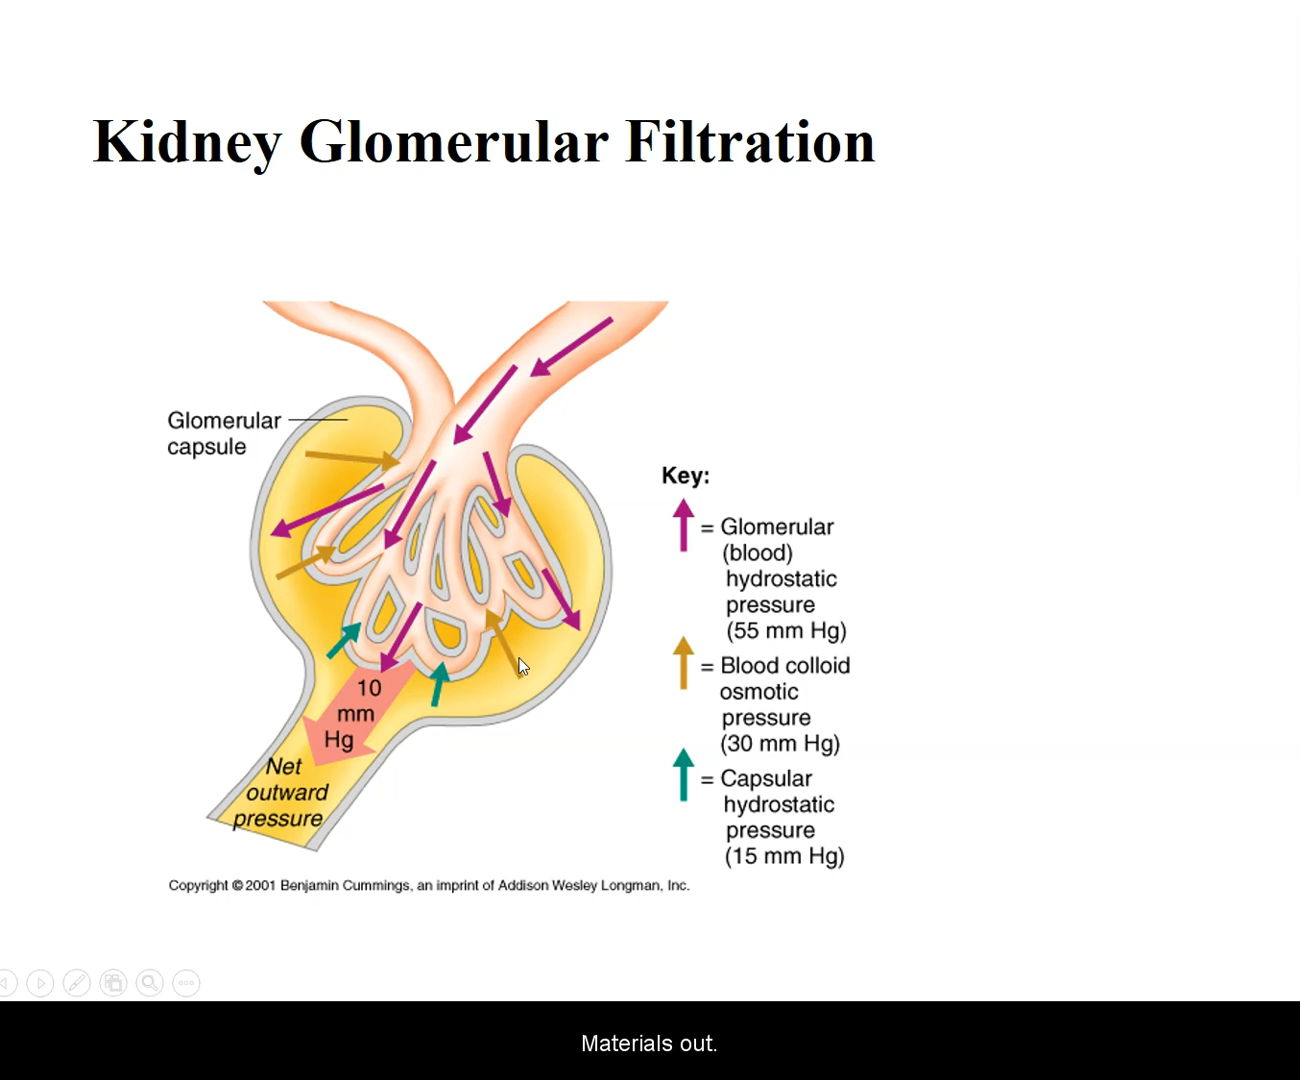 Kidney Glomerular Filtration
Glomerular
capsule
10
mm
Hg
Net
outward
pressure
Key:
= Glomerular
(blood)
hydrostatic
pressure
(55 mm Hg)
= Blood colloid
osmotic
pressure
(30 mm Hg)
= Capsular
hydrostatic
pressure
(15 mm Hg)
Copyright © 2001 Benjamin Cummings, an imprint of Addison Wesley Longman, Inc.
Materials out.